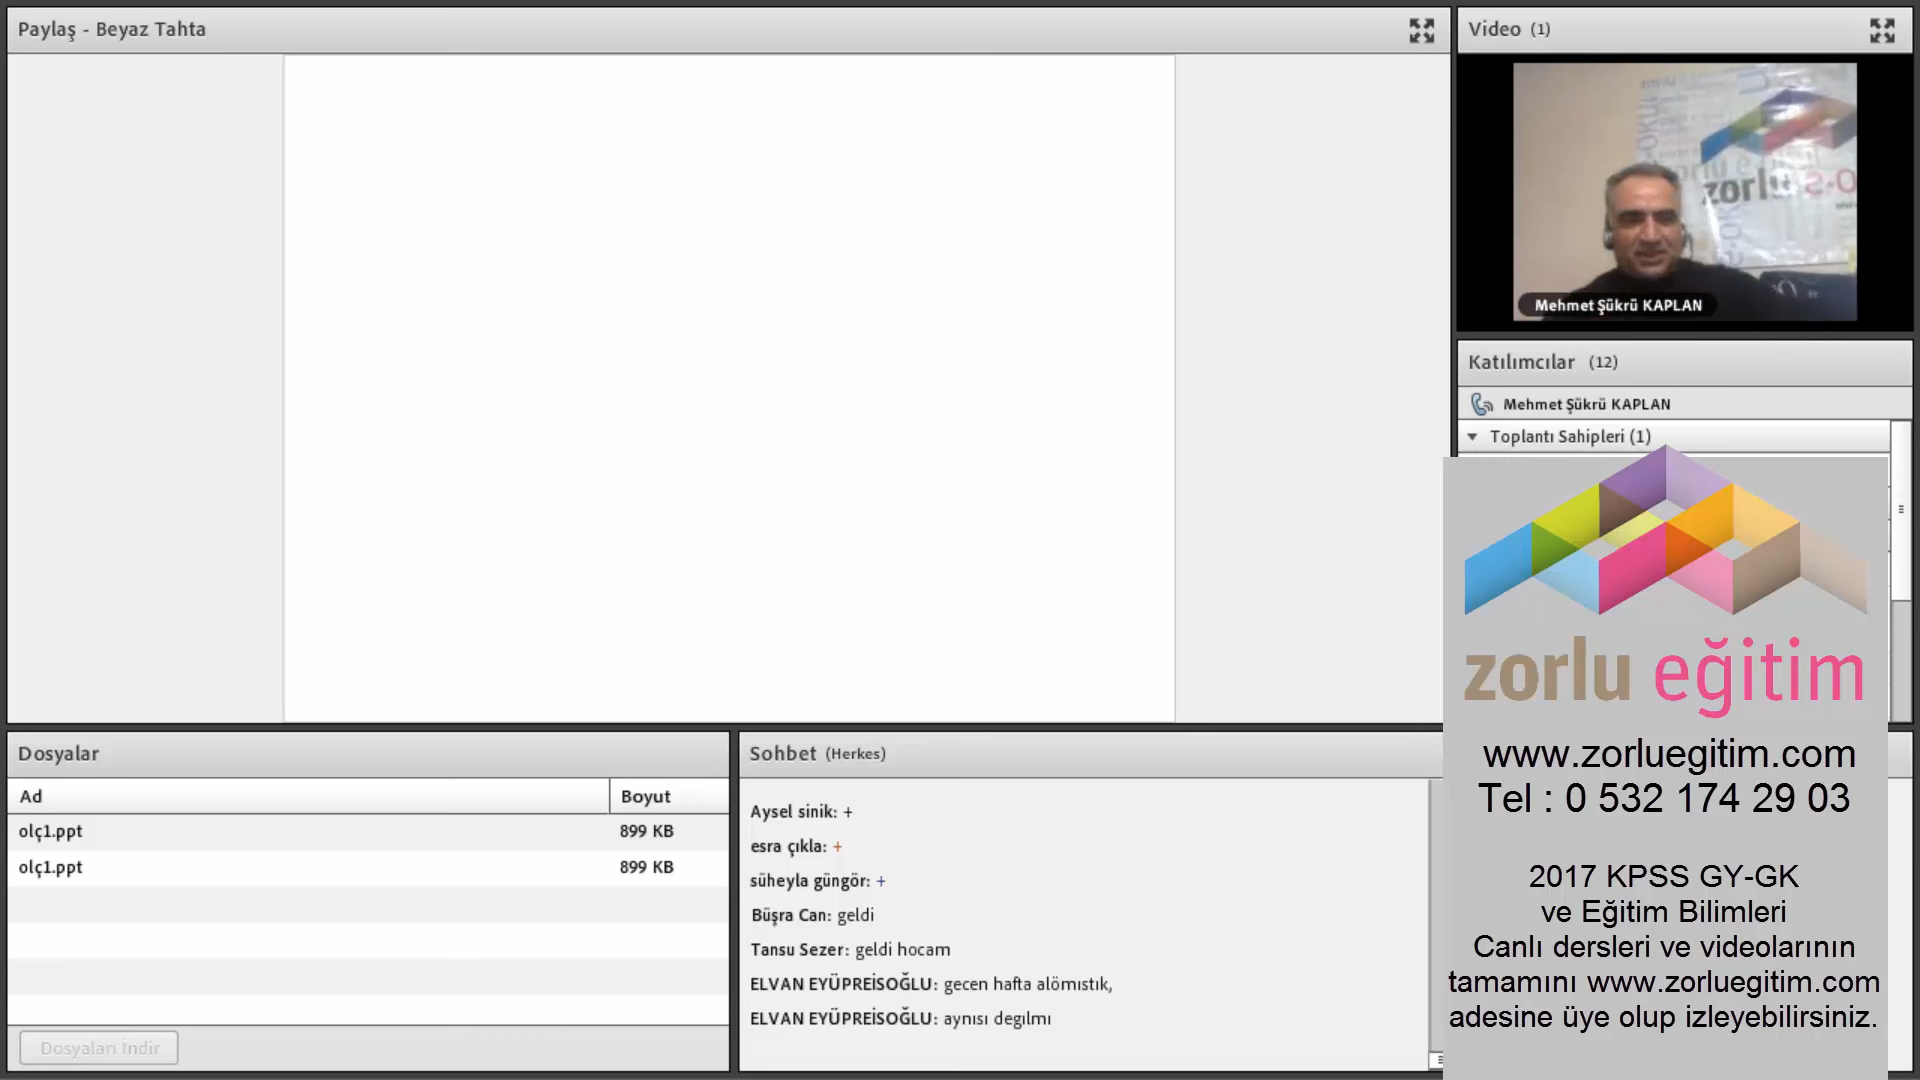 Paylaş - Beyaz Tahta
Video (1)
zorlu
Mehmet Şükrü KAPLAN
Katılımcılar (12)
Mehmet Şükrü KAPLAN
Toplantı Sahipleri (1)
zorlu eğitim
www.zorluegitim.com
Tel : 0 532 174 29 03
2017 KPSS GY-GK
ve Eğitim Bilimleri
Canlı dersleri ve videolarının
tamamını www.zorluegitim.com
adesine üye olup izleyebilirsiniz.
Dosyalar
Ad Boyut
olç1.ppt 899 KB
olç1.ppt 899 KB
Dosyaları İndir
Sohbet (Herkes)
Aysel sinik: +
esra çıkla: +
süheyla güngör: +
Büşra Can: geldi
Tansu Sezer: geldi hocam
ELVAN EYÜPREİSOĞLU: gecen hafta alömıstık,
ELVAN EYÜPREİSOĞLU: aynısı degılmı